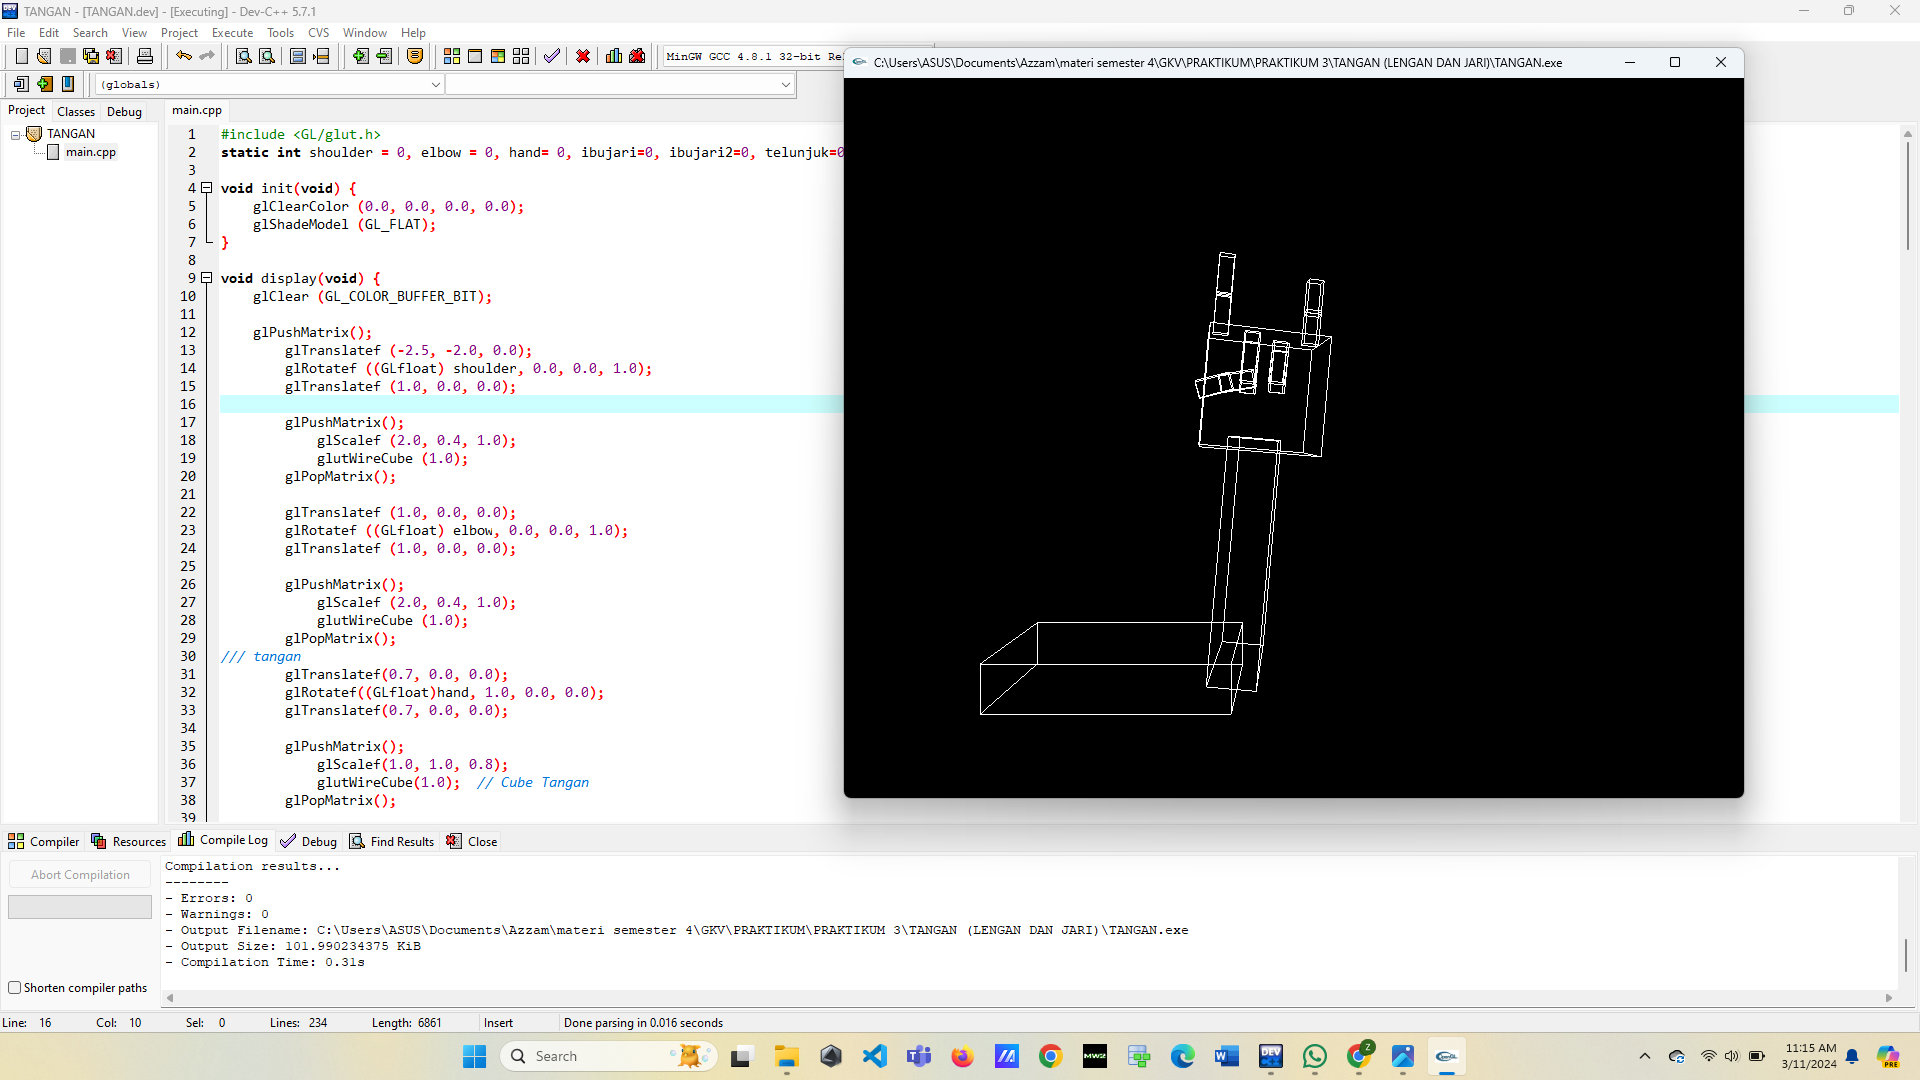 TANGAN - [TANGAN.dev] - [Executing] - Dev-C++ 5.7.1
File Edit Search View Project Execute Tools CVS Window Help
MinGW GCC 4.8.1 32-bit
(globals)
Project Classes Debug
TANGAN
main.cpp
main.cpp
1 #include <GL/glut.h>
2 static int shoulder = 0, elbow = 0, hand= 0, ibujari=0, ibujari2=0, telunjuk=0
3
4 void init(void) {
5 glClearColor (0.0, 0.0, 0.0, 0.0);
6 glShadeModel (GL_FLAT);
7 }
8
9 void display(void) {
10 glClear (GL_COLOR_BUFFER_BIT);
11
12 glPushMatrix();
13 glTranslatef (-2.5, -2.0, 0.0);
14 glRotatef ((GLfloat) shoulder, 0.0, 0.0, 1.0);
15 glTranslatef (1.0, 0.0, 0.0);
16
17 glPushMatrix();
18 glScalef (2.0, 0.4, 1.0);
19 glutWireCube (1.0);
20 glPopMatrix();
21
22 glTranslatef (1.0, 0.0, 0.0);
23 glRotatef ((GLfloat) elbow, 0.0, 0.0, 1.0);
24 glTranslatef (1.0, 0.0, 0.0);
25
26 glPushMatrix();
27 glScalef (2.0, 0.4, 1.0);
28 glutWireCube (1.0);
29 glPopMatrix();
30 /// tangan
31 glTranslatef(0.7, 0.0, 0.0);
32 glRotatef((GLfloat)hand, 1.0, 0.0, 0.0);
33 glTranslatef(0.7, 0.0, 0.0);
34
35 glPushMatrix();
36 glScalef(1.0, 1.0, 0.8);
37 glutWireCube(1.0); // Cube Tangan
38 glPopMatrix();
39
C:\Users\ASUS\Documents\Azzam\materi semester 4\GKV\PRAKTIKUM\PRAKTIKUM 3\TANGAN (LENGAN DAN JARI)\TANGAN.exe
Compiler Resources Compile Log Debug Find Results Close
Abort Compilation
Shorten compiler paths
Compilation results...
--------
- Errors: 0
- Warnings: 0
- Output Filename: C:\Users\ASUS\Documents\Azzam\materi semester 4\GKV\PRAKTIKUM\PRAKTIKUM 3\TANGAN (LENGAN DAN JARI)\TANGAN.exe
- Output Size: 101.990234375 KiB
- Compilation Time: 0.31s
Line: 16 Col: 10 Sel: 0 Lines: 234 Length: 6861 Insert Done parsing in 0.016 seconds
Search
11:15 AM
3/11/2024